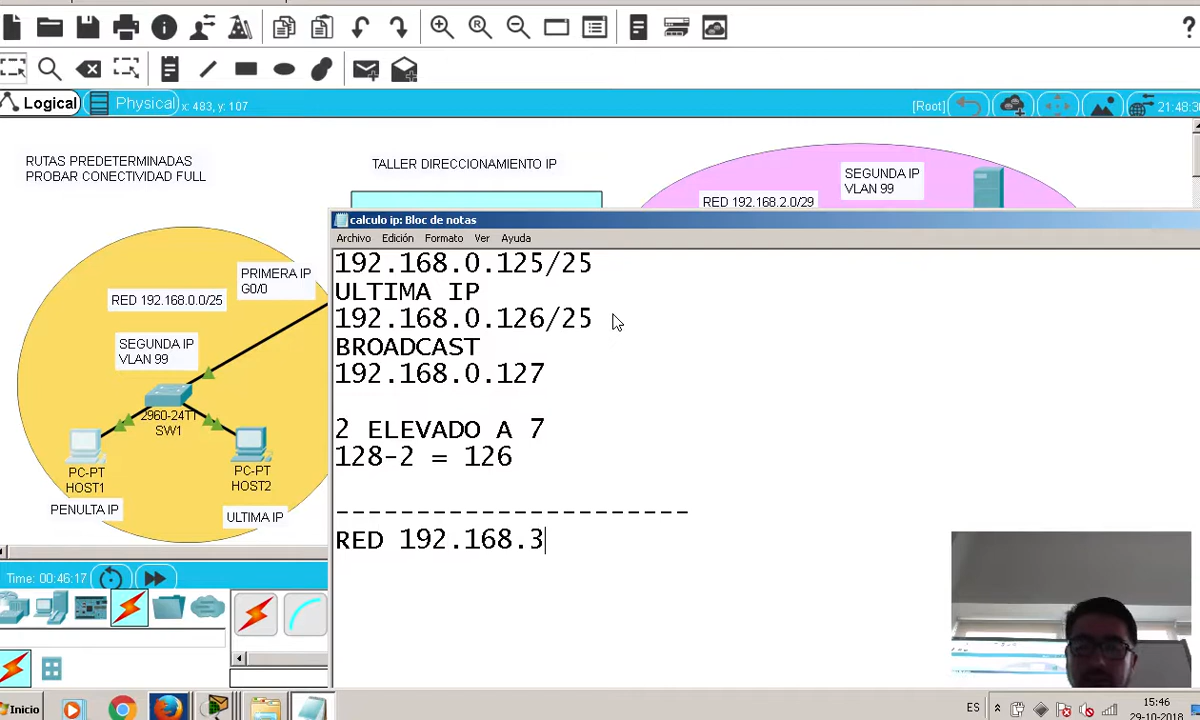 Logical
Physical
x: 483, y: 107
[Root]
21:48:3
RUTAS PREDETERMINADAS
PROBAR CONECTIVIDAD FULL
TALLER DIRECCIONAMIENTO IP
SEGUNDA IP
VLAN 99
RED 192.168.2.0/29
PRIMERA IP
G0/0
RED 192.168.0.0/25
SEGUNDA IP
VLAN 99
2960-24TT
SW1
PC-PT
HOST1
PC-PT
HOST2
PENULTA IP
ULTIMA IP
calculo ip: Bloc de notas
Archivo Edición Formato Ver Ayuda
192.168.0.125/25
ULTIMA IP
192.168.0.126/25
BROADCAST
192.168.0.127
2 ELEVADO A 7
128-2 = 126
----------------------
RED 192.168.3
Time: 00:46:17
Inicio
ES
15:46
29-10-2018